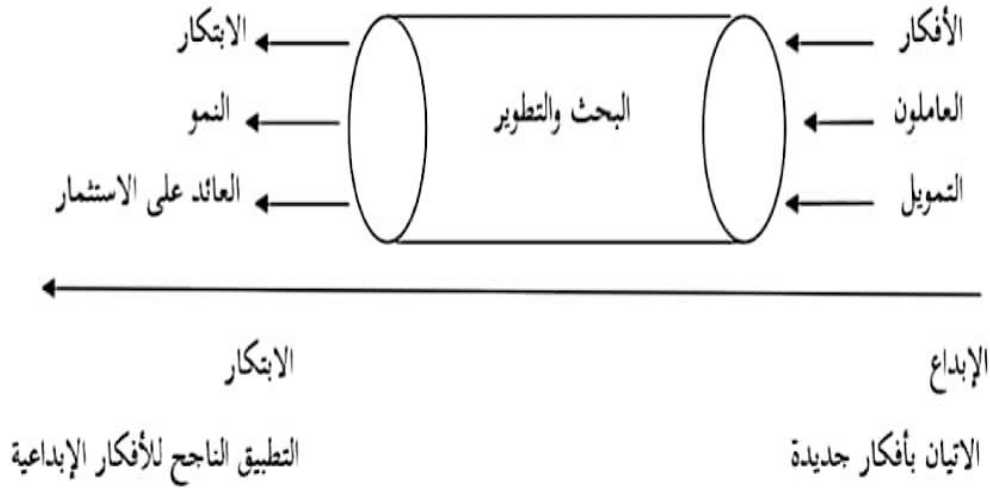 الأفكار
العاملون
التمويل
البحث والتطوير
الابتكار
النمو
العائد على الاستثمار
الإبداع
الاتيان بأفكار جديدة
الابتكار
التطبيق الناجح للأفكار الإبداعية